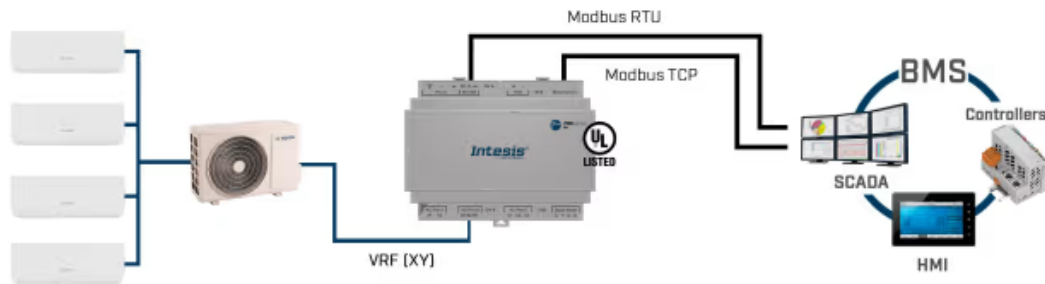 Modbus RTU
Modbus TCP
BMS
Controllers
Intesis
UL
LISTED
SCADA
VRF (XY)
HMI